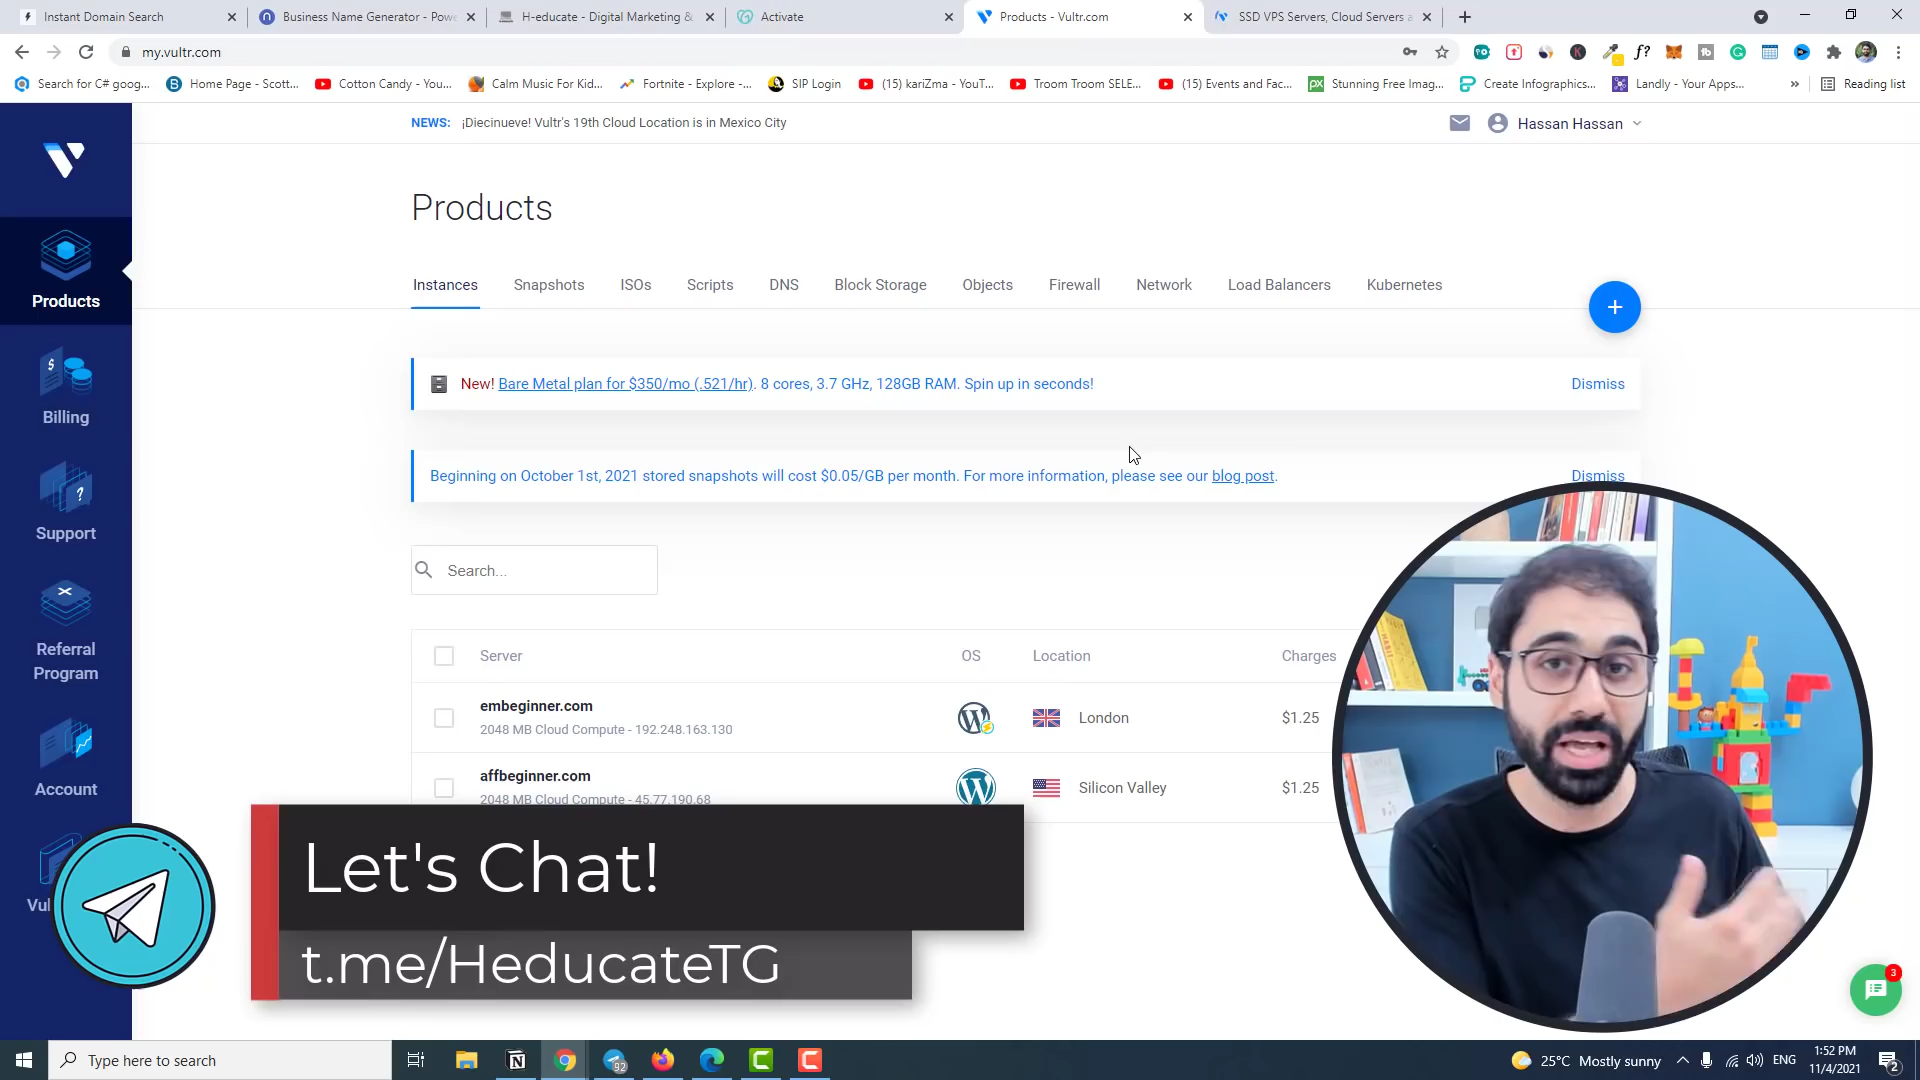 Instant Domain Search
Business Name Generator - Powe
H-educate - Digital Marketing &
Activate
Products - Vultr.com
SSD VPS Servers, Cloud Servers a
my.vultr.com
Search for C# goog...
Home Page - Scott...
Cotton Candy - You...
Calm Music For Kid...
Fortnite - Explore -...
SIP Login
(15) kariZma - YouT...
Troom Troom SELE...
(15) Events and Fac...
Stunning Free Imag...
Create Infographics...
Landly - Your Apps...
»
Reading list
NEWS: ¡Diecinueve! Vultr's 19th Cloud Location is in Mexico City
Hassan Hassan
Products
Billing
Support
Referral
Program
Account
Vul
Products
Instances Snapshots ISOs Scripts DNS Block Storage Objects Firewall Network Load Balancers Kubernetes
+
New! Bare Metal plan for $350/mo (.521/hr). 8 cores, 3.7 GHz, 128GB RAM. Spin up in seconds!
Dismiss
Beginning on October 1st, 2021 stored snapshots will cost $0.05/GB per month. For more information, please see our blog post.
Dismiss
Search...
Server OS Location Charges
embeginner.com
2048 MB Cloud Compute - 192.248.163.130
London
$1.25
affbeginner.com
2048 MB Cloud Compute - 45.77.190.68
Silicon Valley
$1.25
Let's Chat!
t.me/HeducateTG
3
Type here to search
92
25°C Mostly sunny
ENG
1:52 PM
11/4/2021
2